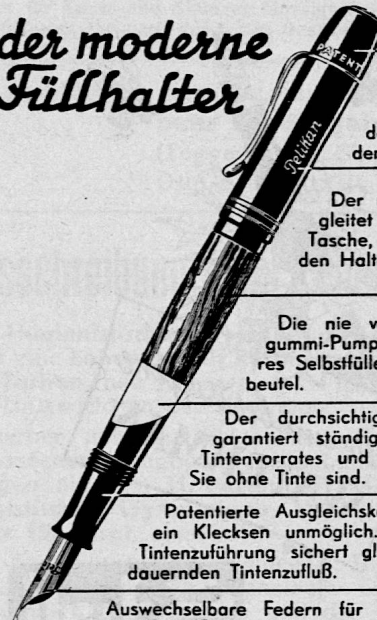 der moderne
Füllhalter
PATENT
Pelikan
d
den
Der
gleitet
Tasche,
den Halt
Die nie v
gummi-Pump
res Selbstfülle
beutel.
Der durchsichtig
garantiert ständig
Tintenvorrates und
Sie ohne Tinte sind.
Patentierte Ausgleichsk
ein Klecksen unmöglich.
Tintenzuführung sichert gl
dauernden Tintenzufluß.
Auswechselbare Federn für